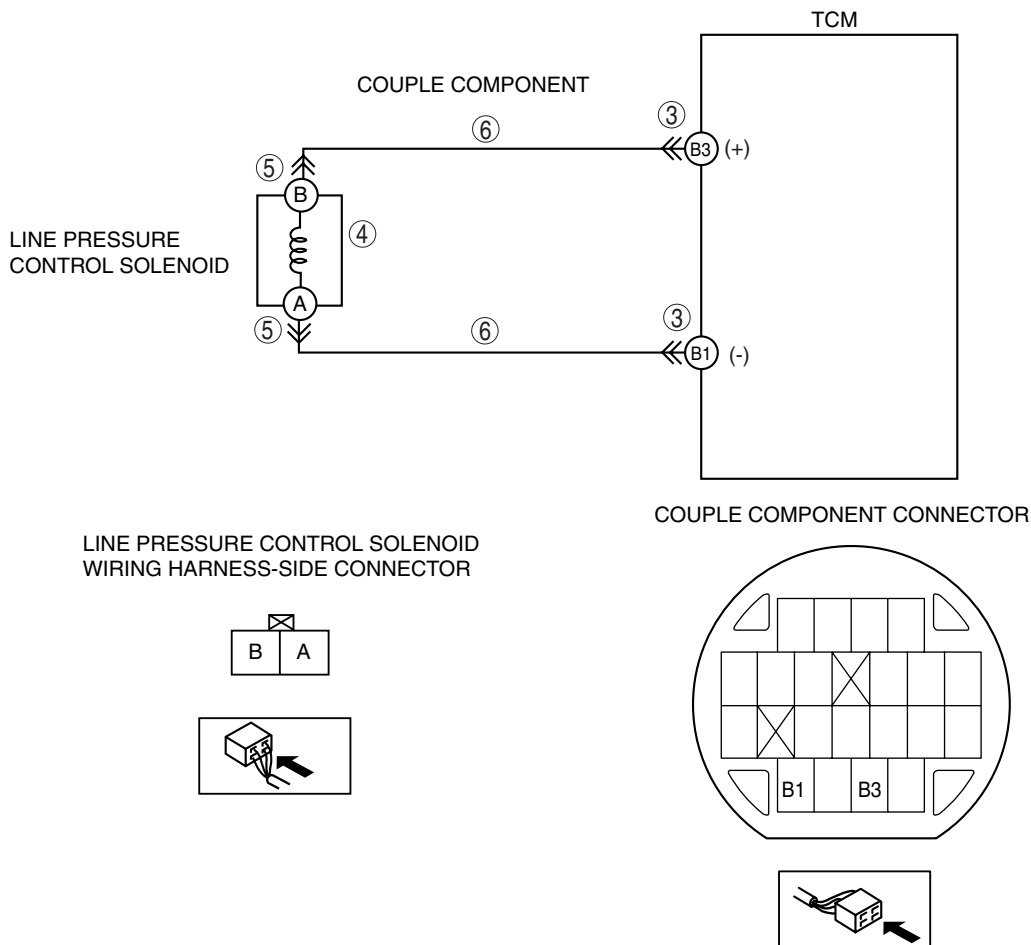 TCM
COUPLE COMPONENT
⑥
③
B3
(+)
⑤
B
LINE PRESSURE
CONTROL SOLENOID
④
A
⑤
⑥
③
B1
(-)
COUPLE COMPONENT CONNECTOR
LINE PRESSURE CONTROL SOLENOID
WIRING HARNESS-SIDE CONNECTOR
B A
B1 B3